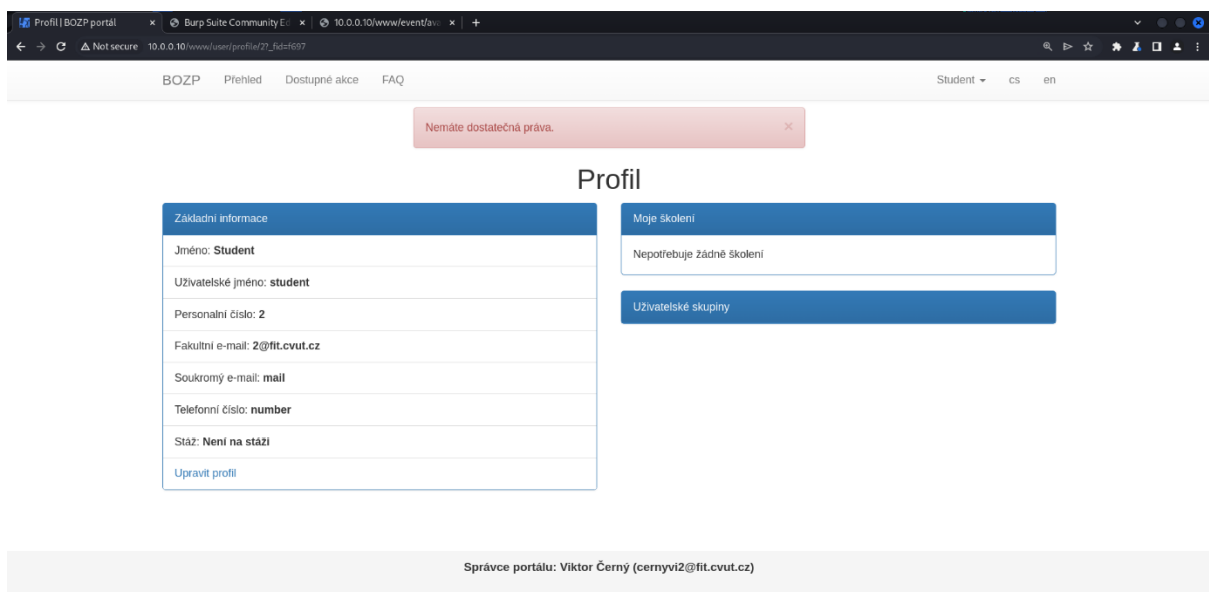 Profil | BOZP portál
Burp Suite Community Ed
10.0.0.10/www/event/ava
Not secure 10.0.0.10/www/user/profile/2?_fid=f697
BOZP Přehled Dostupné akce FAQ Student cs en
Nemáte dostatečná práva. ×
Profil
Základní informace
Jméno: Student
Uživatelské jméno: student
Personalní číslo: 2
Fakultní e-mail: 2@fit.cvut.cz
Soukromý e-mail: mail
Telefonní číslo: number
Stáž: Není na stáži
Upravit profil
Moje školení
Nepotřebuje žádně školení
Uživatelské skupiny
Správce portálu: Viktor Černý (cernyvi2@fit.cvut.cz)